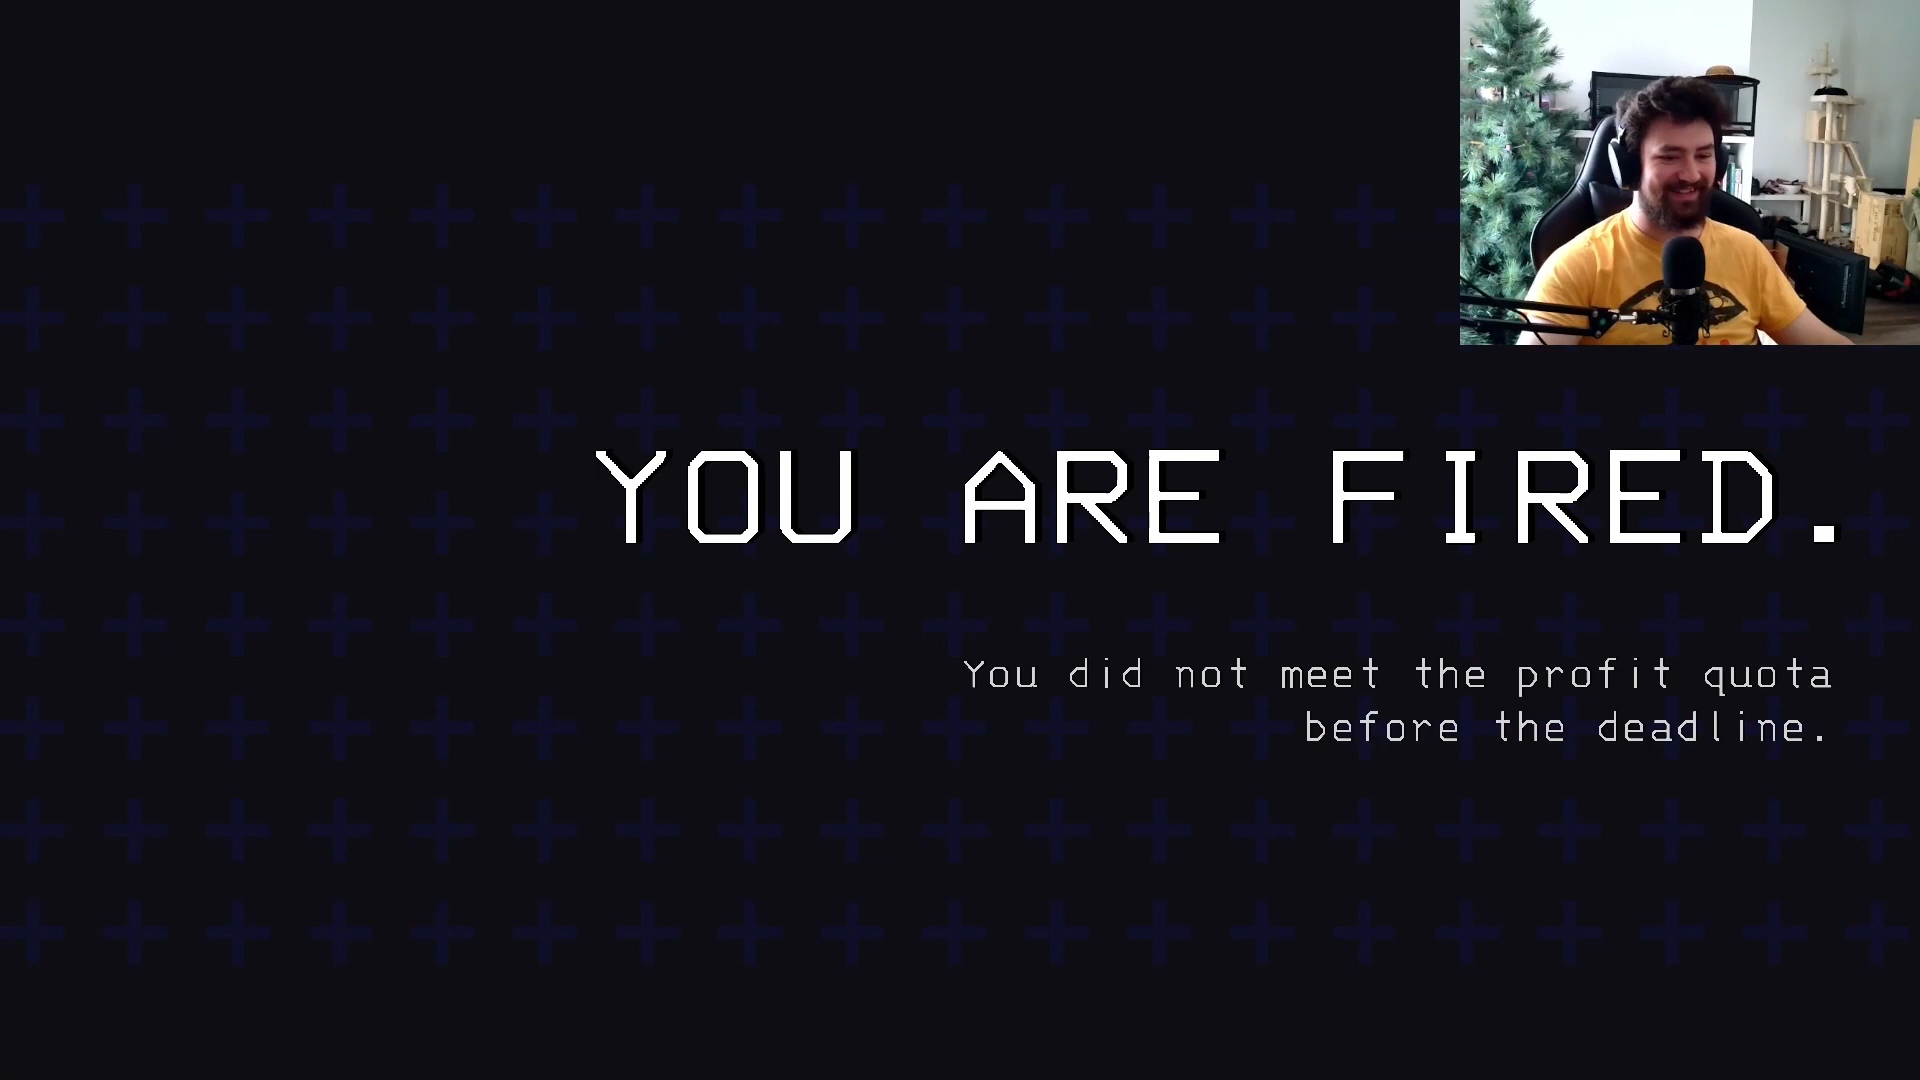 YOU ARE FIRED.
You did not meet the profit quota
before the deadline.